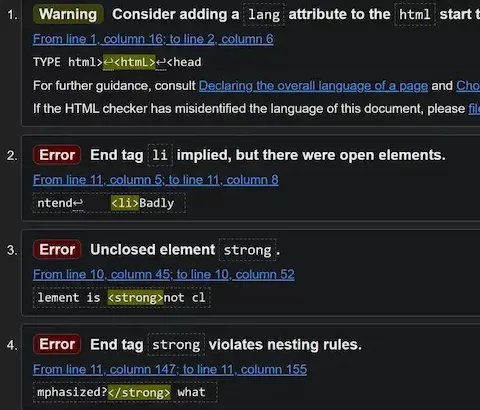 1. Warning Consider adding a lang attribute to the html start t
From line 1, column 16; to line 2, column 6
TYPE html>↩<htmL>↩<head
For further guidance, consult Declaring the overall language of a page and Cho
If the HTML checker has misidentified the language of this document, please file
2. Error End tag li implied, but there were open elements.
From line 11, column 5; to line 11, column 8
ntend↩ <li>Badly
3. Error Unclosed element strong.
From line 10, column 45; to line 10, column 52
lement is <strong>not cl
4. Error End tag strong violates nesting rules.
From line 11, column 147; to line 11, column 155
mphasized?</strong> what